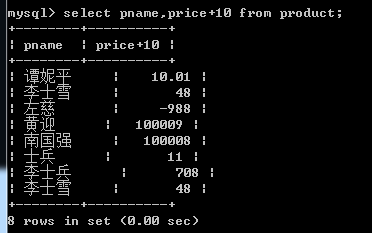 mysql> select pname,price+10 from product;
+--------+----------+
| pname | price+10 |
+--------+----------+
| 谭妮平 | 10.01 |
| 李士雪 | 48 |
| 左慈 | -988 |
| 黄迎 | 100009 |
| 南国强 | 100008 |
| 士兵 | 11 |
| 李士兵 | 708 |
| 李士雪 | 48 |
+--------+----------+
8 rows in set (0.00 sec)